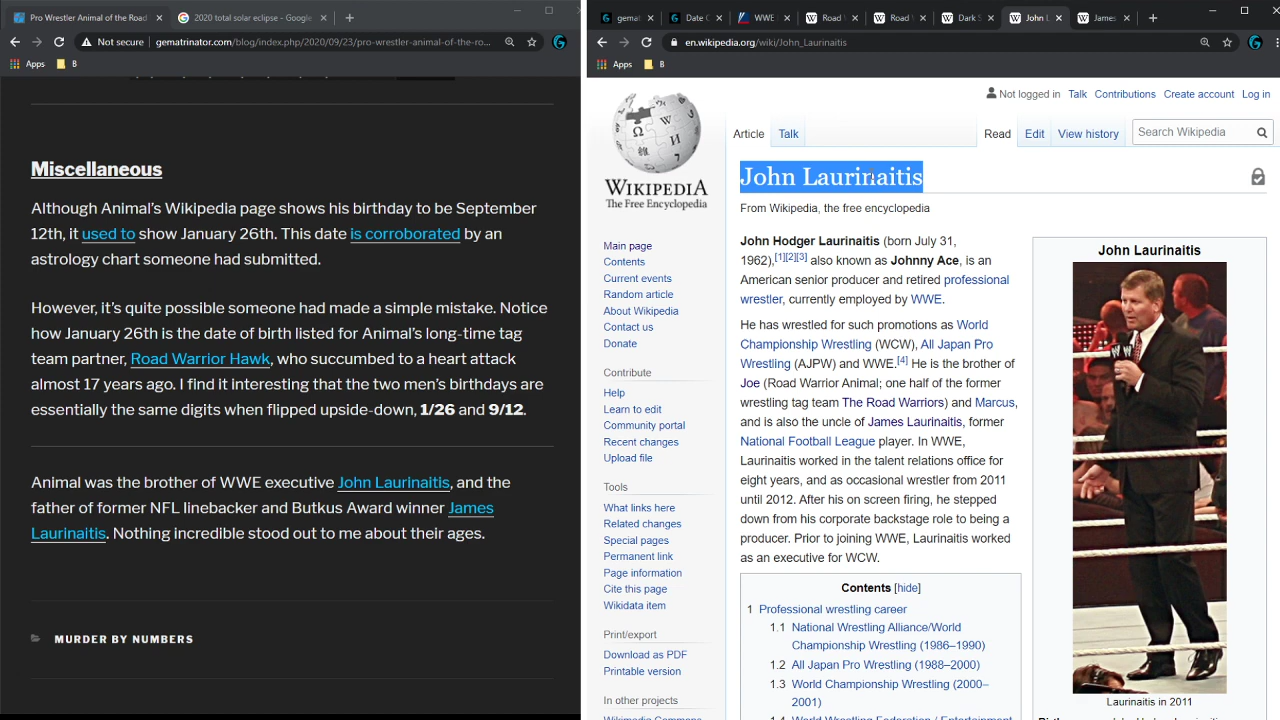 Pro Wrestler Animal of the Road
2020 total solar eclipse - Google
Not secure
gematrinator.com/blog/index.php/2020/09/23/pro-wrestler-animal-of-the-ro...
Apps
B
Miscellaneous
Although Animal's Wikipedia page shows his birthday to be September
12th, it used to show January 26th. This date is corroborated by an
astrology chart someone had submitted.
However, it's quite possible someone had made a simple mistake. Notice
how January 26th is the date of birth listed for Animal's long-time tag
team partner, Road Warrior Hawk, who succumbed to a heart attack
almost 17 years ago. I find it interesting that the two men's birthdays are
essentially the same digits when flipped upside-down, 1/26 and 9/12.
Animal was the brother of WWE executive John Laurinaitis, and the
father of former NFL linebacker and Butkus Award winner James
Laurinaitis. Nothing incredible stood out to me about their ages.
MURDER BY NUMBERS
gemat
Date C
WWE
Road
Road
Dark S
John L
James
en.wikipedia.org/wiki/John_Laurinaitis
Apps
B
WIKIPEDIA
The Free Encyclopedia
Main page
Contents
Current events
Random article
About Wikipedia
Contact us
Donate
Contribute
Help
Learn to edit
Community portal
Recent changes
Upload file
Tools
What links here
Related changes
Special pages
Permanent link
Page information
Cite this page
Wikidata item
Print/export
Download as PDF
Printable version
In other projects
Wikimedia Commons
Not logged in Talk Contributions Create account Log in
Article Talk Read Edit View history Search Wikipedia
John Laurinaitis
From Wikipedia, the free encyclopedia
John Hodger Laurinaitis (born July 31,
1962),[1][2][3] also known as Johnny Ace, is an
American senior producer and retired professional
wrestler, currently employed by WWE.
He has wrestled for such promotions as World
Championship Wrestling (WCW), All Japan Pro
Wrestling (AJPW) and WWE.[4] He is the brother of
Joe (Road Warrior Animal; one half of the former
wrestling tag team The Road Warriors) and Marcus,
and is also the uncle of James Laurinaitis, former
National Football League player. In WWE,
Laurinaitis worked in the talent relations office for
eight years, and as occasional wrestler from 2011
until 2012. After his on screen firing, he stepped
down from his corporate backstage role to being a
producer. Prior to joining WWE, Laurinaitis worked
as an executive for WCW.
Contents [hide]
1 Professional wrestling career
1.1 National Wrestling Alliance/World
Championship Wrestling (1986–1990)
1.2 All Japan Pro Wrestling (1988–2000)
1.3 World Championship Wrestling (2000–
2001)
1.4 World Wrestling Federation / Entertainment
John Laurinaitis
Laurinaitis in 2011